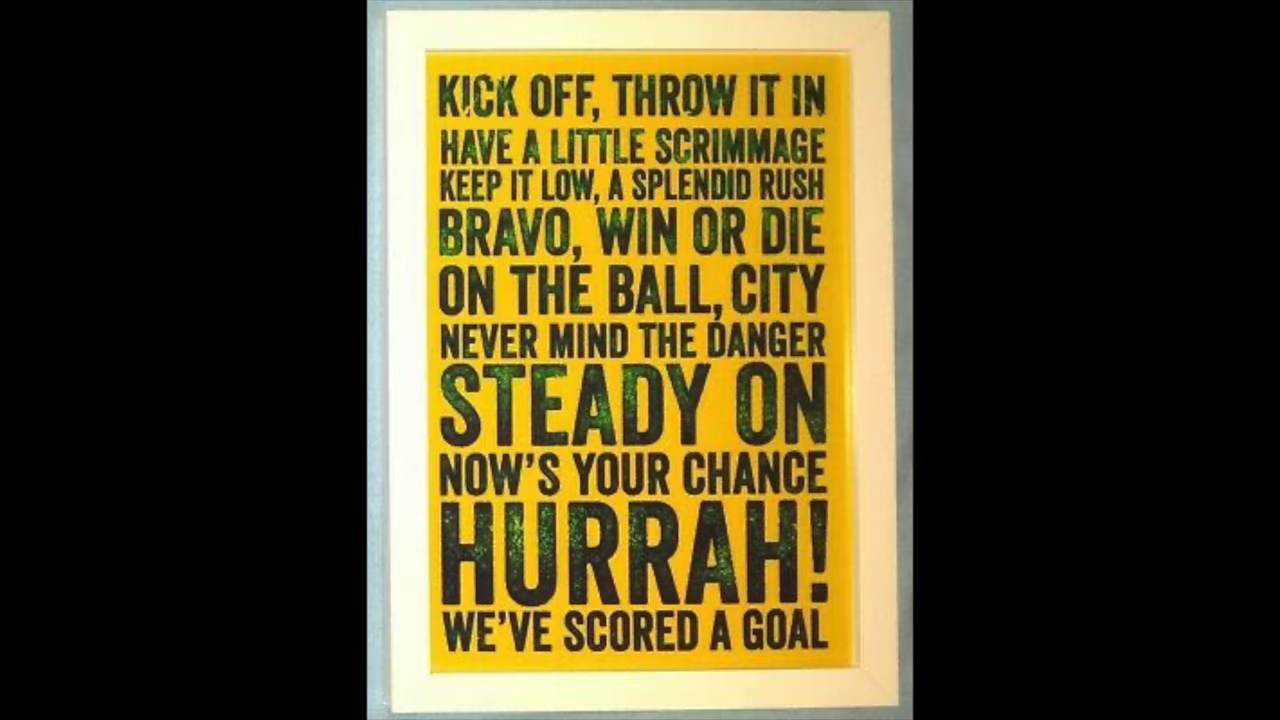 KICK OFF, THROW IT IN
HAVE A LITTLE SCRIMMAGE
KEEP IT LOW, A SPLENDID RUSH
BRAVO, WIN OR DIE
ON THE BALL, CITY
NEVER MIND THE DANGER
STEADY ON
NOW'S YOUR CHANCE
HURRAH!
WE'VE SCORED A GOAL